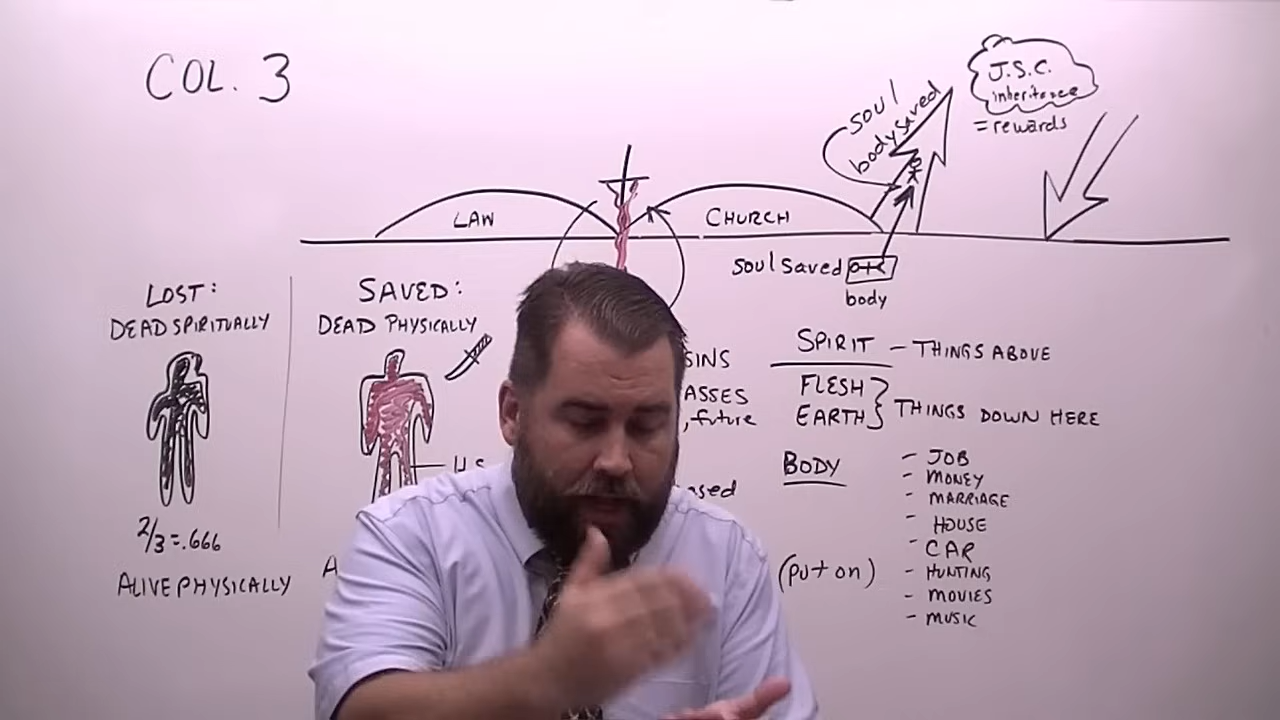 COL. 3
J.S.C.
inheritance
= rewards
soul
body saved
LAW
CHURCH
soul saved
body
LOST:
DEAD SPIRITUALLY
2/3 = .666
ALIVE PHYSICALLY
SAVED:
DEAD PHYSICALLY
H.S.
A
SINS
ASSES
, future
sed
SPIRIT - THINGS ABOVE
FLESH
EARTH
THINGS DOWN HERE
BODY
(put on)
- JOB
- MONEY
- MARRIAGE
- HOUSE
- CAR
- HUNTING
- MOVIES
- MUSIC